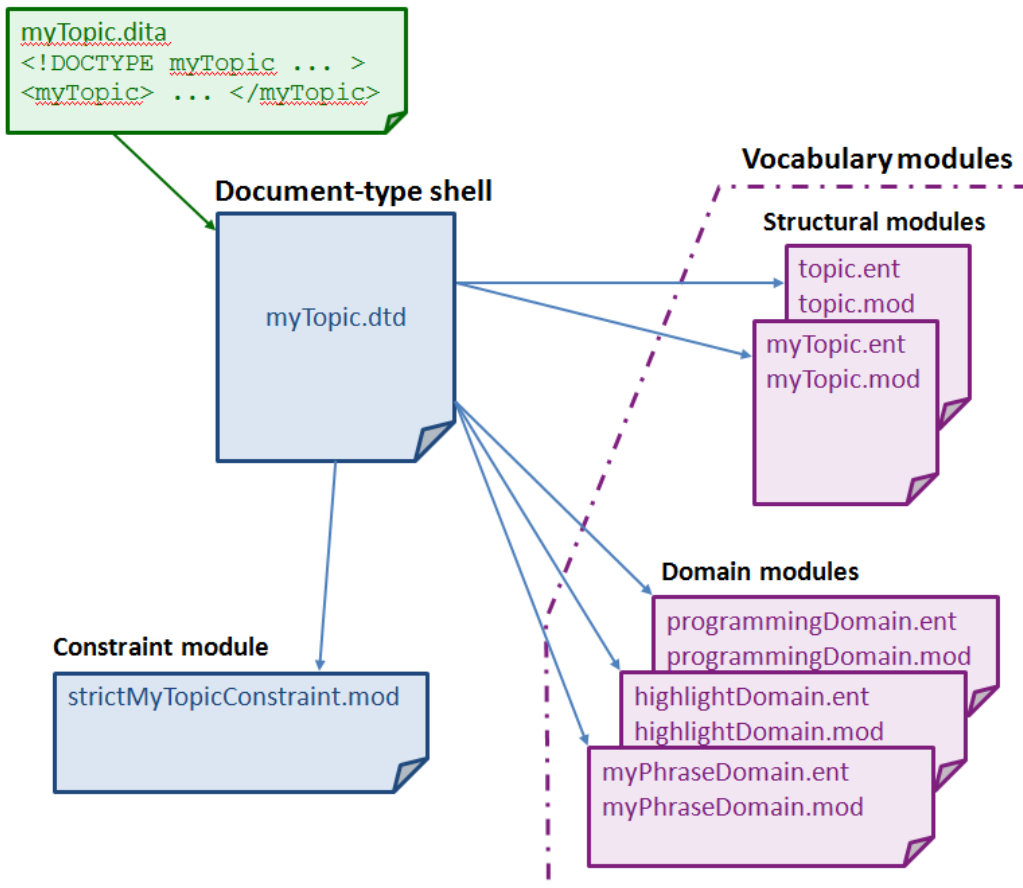 myTopic.dita
<!DOCTYPE myTopic ... >
<myTopic> ... </myTopic>
Document-type shell
myTopic.dtd
Constraint module
strictMyTopicConstraint.mod
Vocabulary modules
Structural modules
topic.ent
topic.mod
myTopic.ent
myTopic.mod
Domain modules
programmingDomain.ent
programmingDomain.mod
highlightDomain.ent
highlightDomain.mod
myPhraseDomain.ent
myPhraseDomain.mod